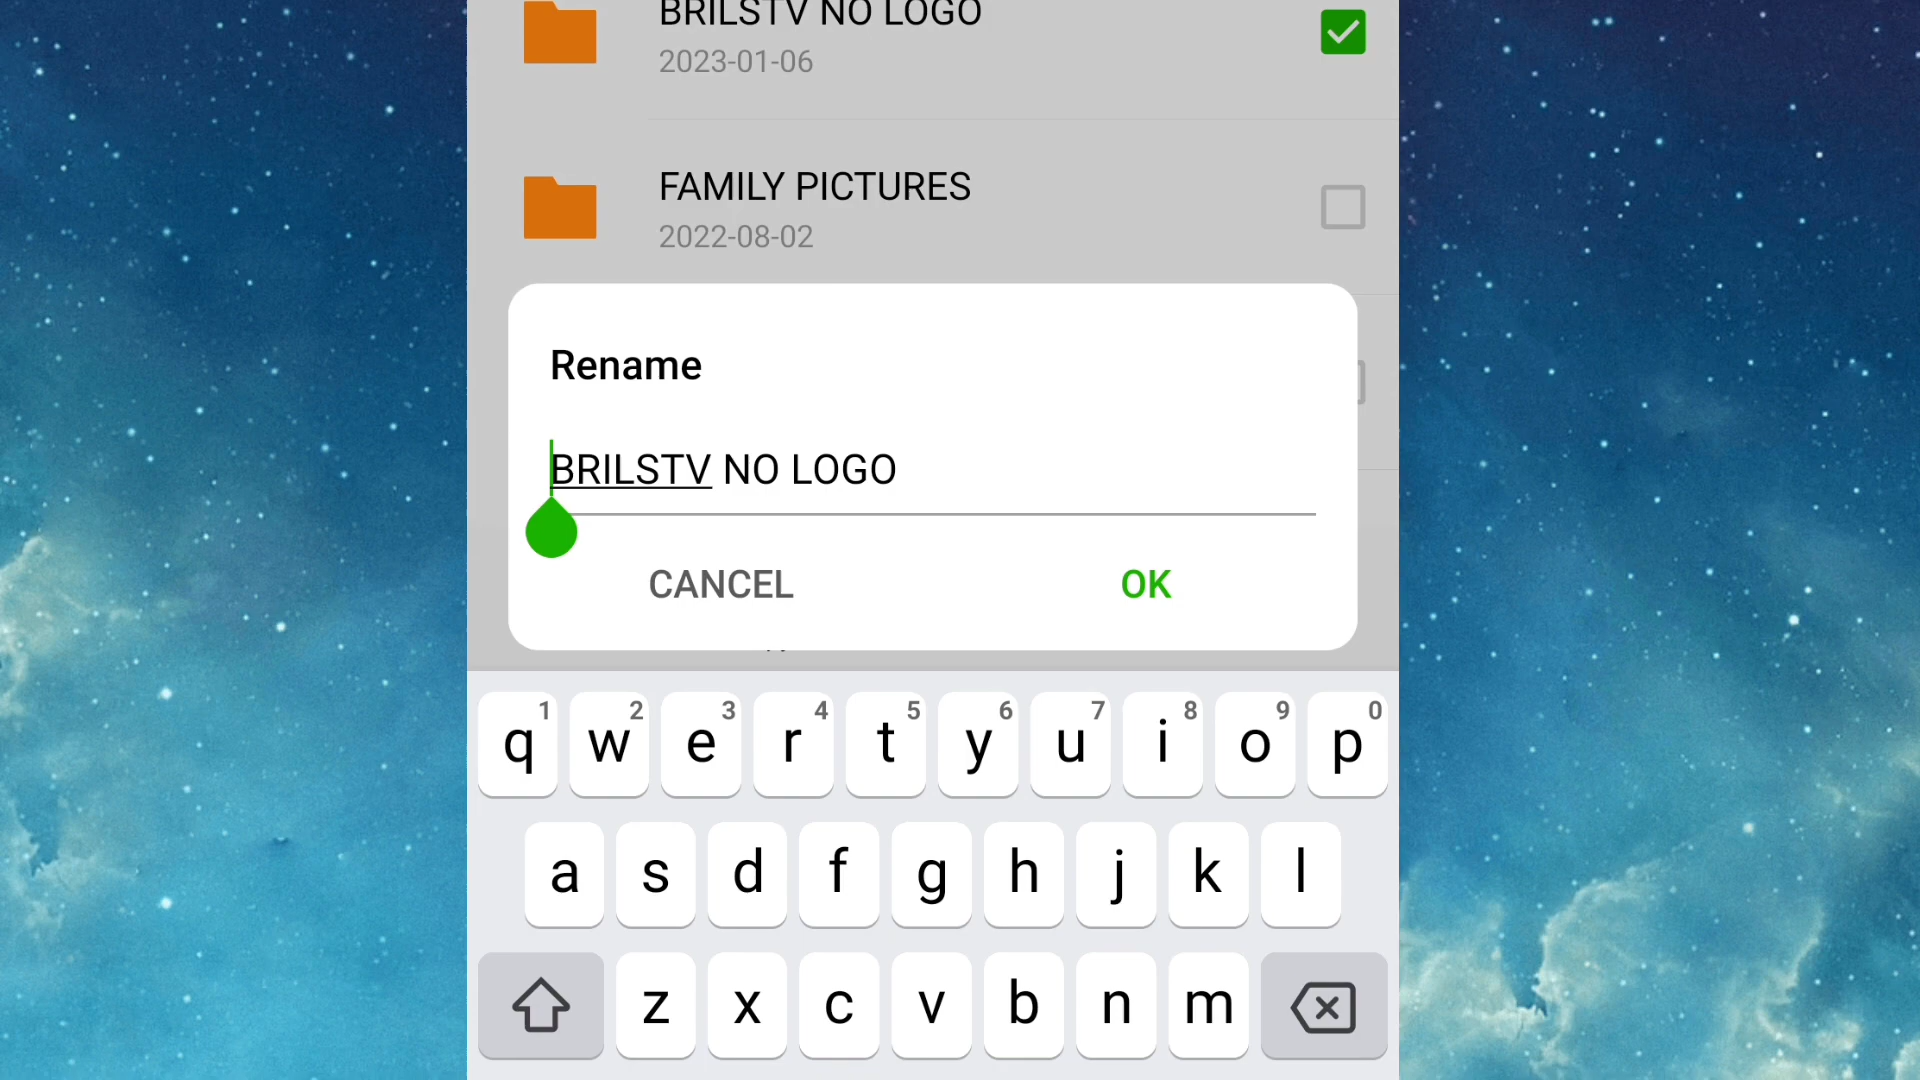 BRILSTV NO LOGO
2023-01-06
FAMILY PICTURES
2022-08-02
Rename
BRILSTV NO LOGO
CANCEL OK
1 2 3 4 5 6 7 8 9 0
q w e r t y u i o p
a s d f g h j k l
z x c v b n m